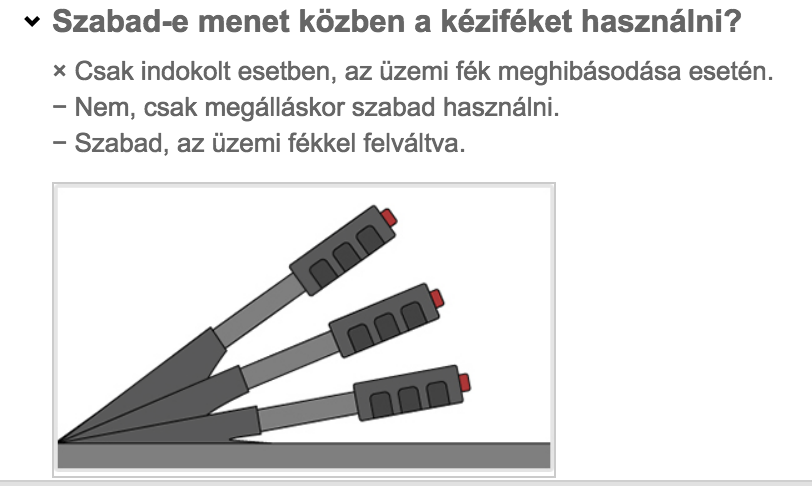 Szabad-e menet közben a kéziféket használni?
× Csak indokolt esetben, az üzemi fék meghibásodása esetén.
– Nem, csak megálláskor szabad használni.
– Szabad, az üzemi fékkel felváltva.